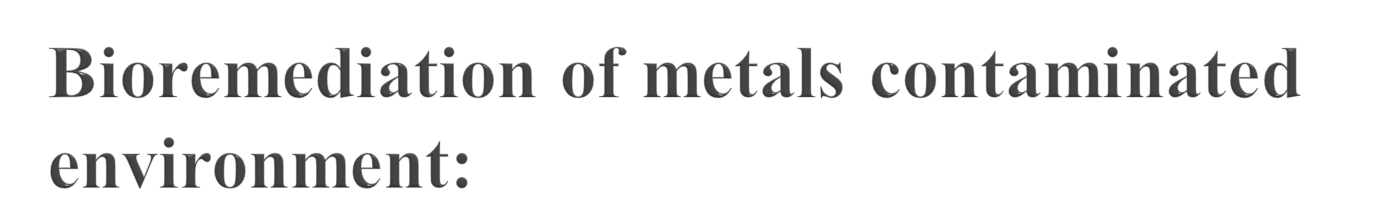 Bioremediation of metals contaminated
environment: